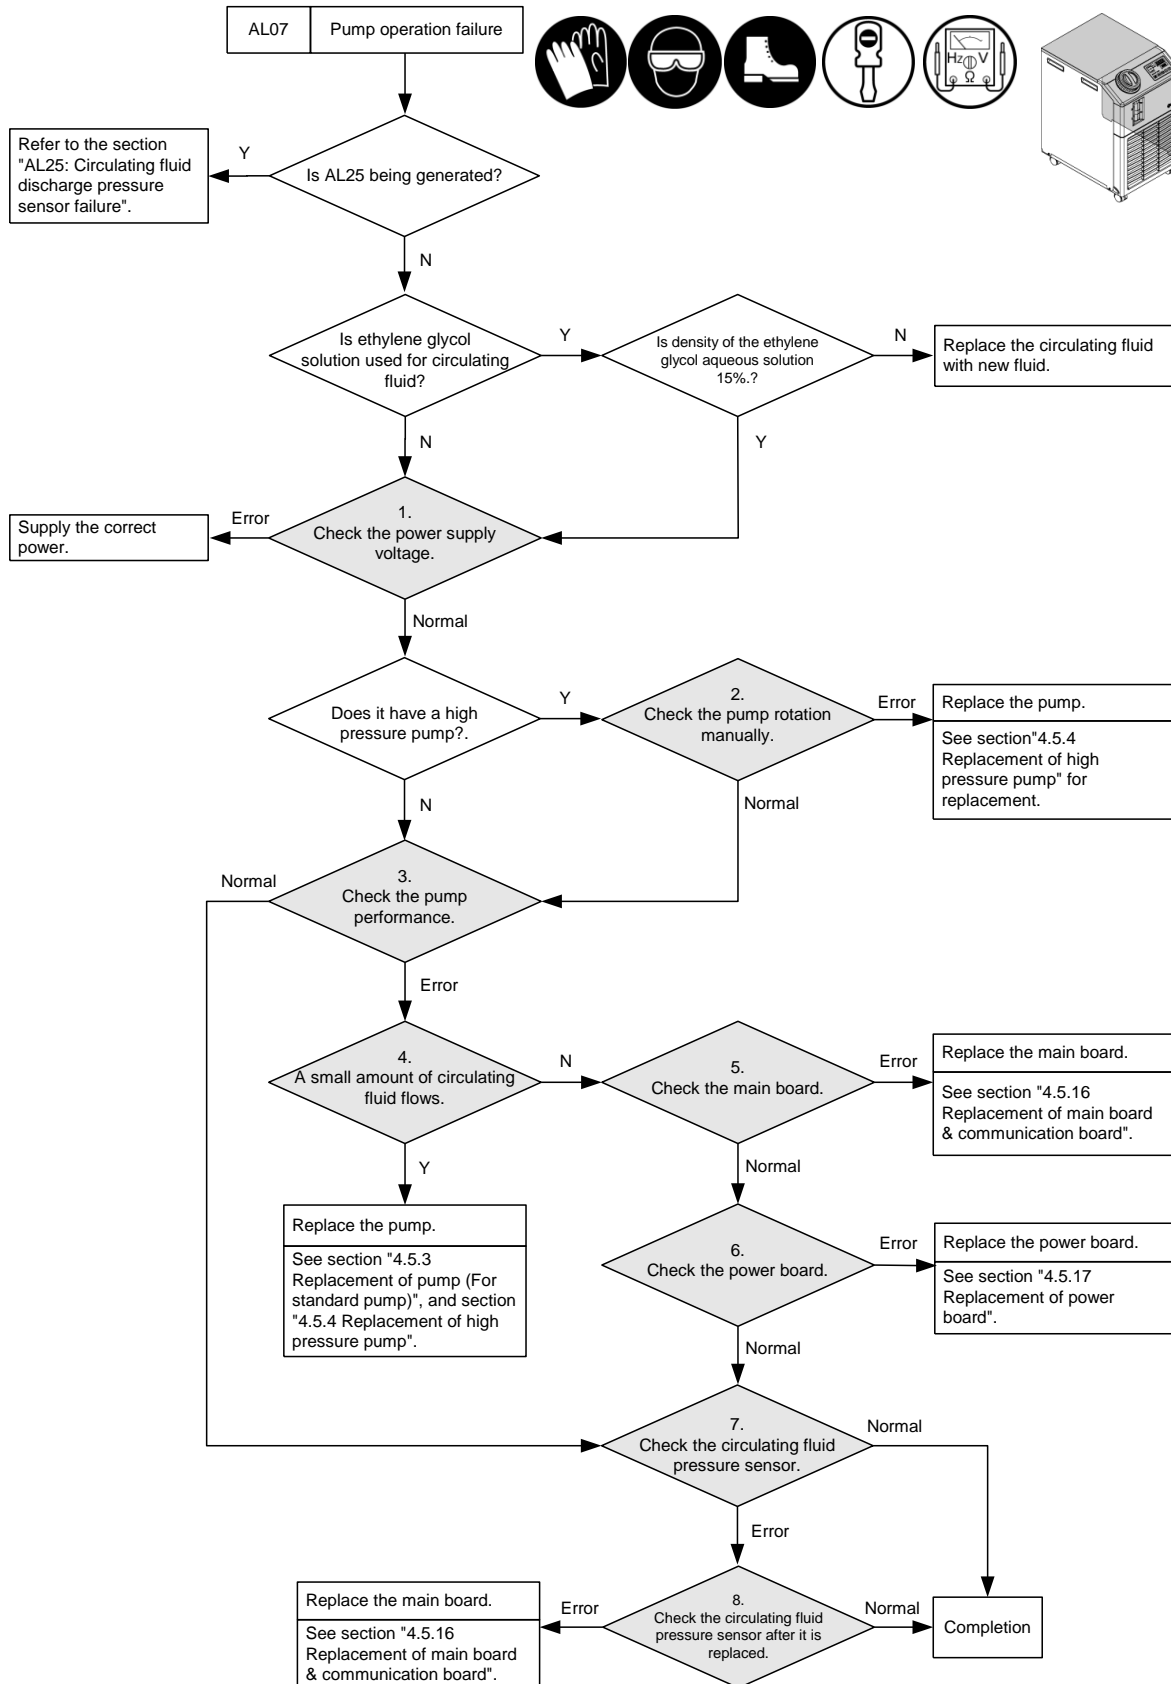 AL07
Pump operation failure
Hz V
Ω
Refer to the section
"AL25: Circulating fluid
discharge pressure
sensor failure".
Y
Is AL25 being generated?
N
Is ethylene glycol
solution used for circulating
fluid?
Y
Is density of the ethylene
glycol aqueous solution
15%.?
N
Replace the circulating fluid
with new fluid.
N
Y
Supply the correct
power.
Error
1.
Check the power supply
voltage.
Normal
Does it have a high
pressure pump?.
Y
2.
Check the pump rotation
manually.
Error
Replace the pump.
See section"4.5.4
Replacement of high
pressure pump" for
replacement.
N
Normal
Normal
3.
Check the pump
performance.
Error
4.
A small amount of circulating
fluid flows.
N
5.
Check the main board.
Error
Replace the main board.
See section "4.5.16
Replacement of main board
& communication board".
Y
Normal
Replace the pump.
See section "4.5.3
Replacement of pump (For
standard pump)", and section
"4.5.4 Replacement of high
pressure pump".
6.
Check the power board.
Error
Replace the power board.
See section "4.5.17
Replacement of power
board".
Normal
7.
Check the circulating fluid
pressure sensor.
Normal
Error
Replace the main board.
See section "4.5.16
Replacement of main board
& communication board".
Error
8.
Check the circulating fluid
pressure sensor after it is
replaced.
Normal
Completion